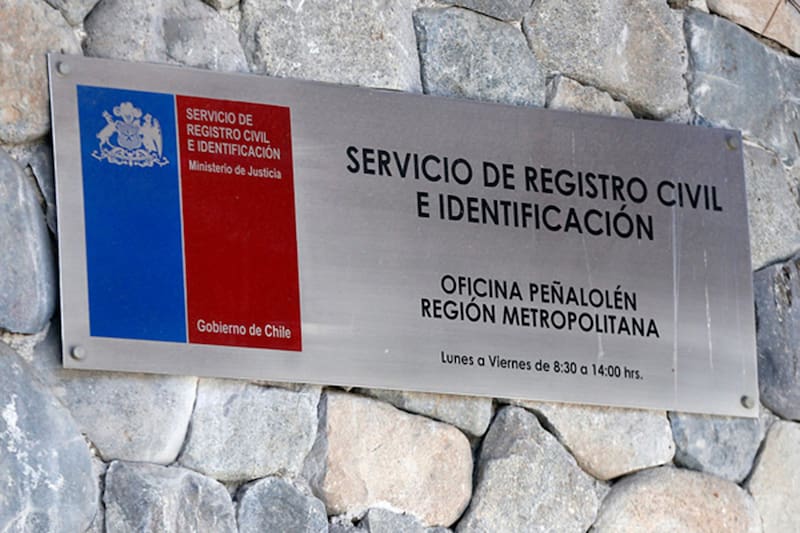 SERVICIO DE
REGISTRO CIVIL
E IDENTIFICACIÓN
Ministerio de Justicia
Gobierno de Chile
SERVICIO DE REGISTRO CIVIL
E IDENTIFICACIÓN
OFICINA PEÑALOLÉN
REGIÓN METROPOLITANA
Lunes a Viernes de 8:30 a 14:00 hrs.